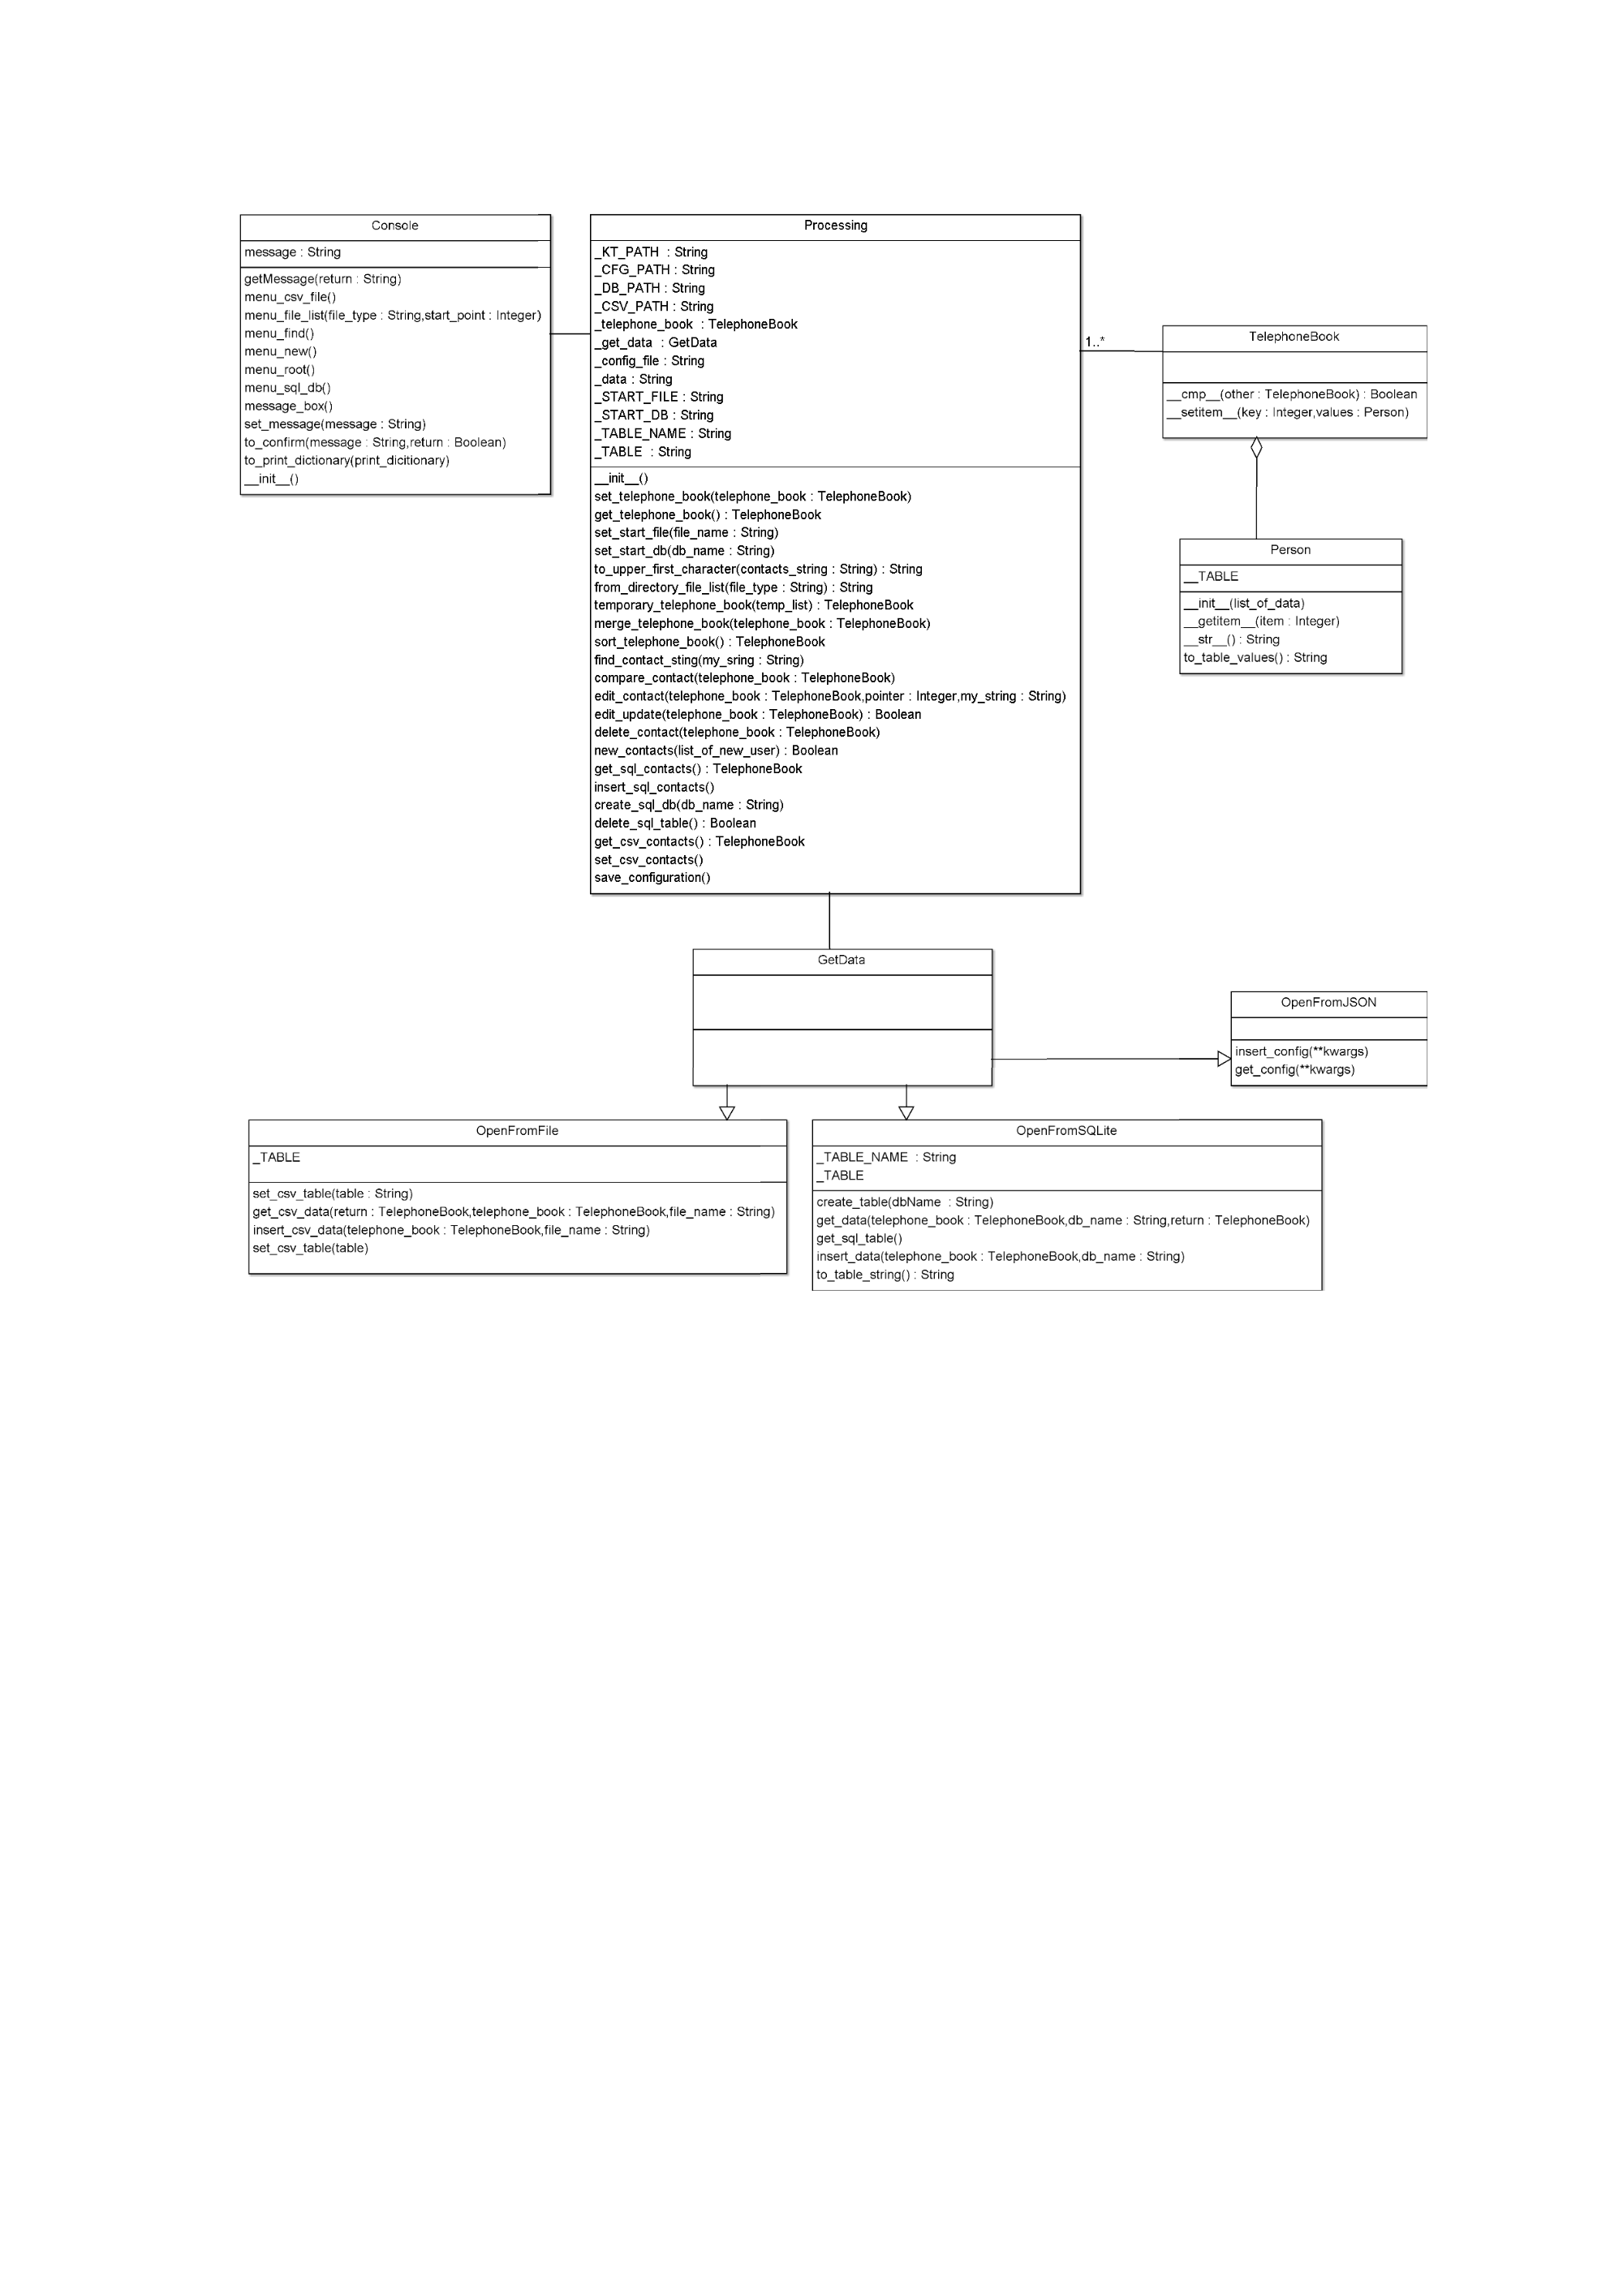 Console
message : String
getMessage(return : String)
menu_csv_file()
menu_file_list(file_type : String,start_point : Integer)
menu_find()
menu_new()
menu_root()
menu_sql_db()
message_box()
set_message(message : String)
to_confirm(message : String,return : Boolean)
to_print_dictionary(print_dicitionary)
__init__()
Processing
_KT_PATH : String
_CFG_PATH : String
_DB_PATH : String
_CSV_PATH : String
_telephone_book : TelephoneBook
_get_data : GetData
_config_file : String
_data : String
_START_FILE : String
_START_DB : String
_TABLE_NAME : String
_TABLE : String
__init__()
set_telephone_book(telephone_book : TelephoneBook)
get_telephone_book() : TelephoneBook
set_start_file(file_name : String)
set_start_db(db_name : String)
to_upper_first_character(contacts_string : String) : String
from_directory_file_list(file_type : String) : String
temporary_telephone_book(temp_list) : TelephoneBook
merge_telephone_book(telephone_book : TelephoneBook)
sort_telephone_book() : TelephoneBook
find_contact_sting(my_sring : String)
compare_contact(telephone_book : TelephoneBook)
edit_contact(telephone_book : TelephoneBook,pointer : Integer,my_string : String)
edit_update(telephone_book : TelephoneBook) : Boolean
delete_contact(telephone_book : TelephoneBook)
new_contacts(list_of_new_user) : Boolean
get_sql_contacts() : TelephoneBook
insert_sql_contacts()
create_sql_db(db_name : String)
delete_sql_table() : Boolean
get_csv_contacts() : TelephoneBook
set_csv_contacts()
save_configuration()
1..*
TelephoneBook
__cmp__(other : TelephoneBook) : Boolean
__setitem__(key : Integer,values : Person)
Person
__TABLE
__init__(list_of_data)
__getitem__(item : Integer)
__str__() : String
to_table_values() : String
GetData
OpenFromJSON
insert_config(**kwargs)
get_config(**kwargs)
OpenFromFile
_TABLE
set_csv_table(table : String)
get_csv_data(return : TelephoneBook,telephone_book : TelephoneBook,file_name : String)
insert_csv_data(telephone_book : TelephoneBook,file_name : String)
set_csv_table(table)
OpenFromSQLite
_TABLE_NAME : String
_TABLE
create_table(dbName : String)
get_data(telephone_book : TelephoneBook,db_name : String,return : TelephoneBook)
get_sql_table()
insert_data(telephone_book : TelephoneBook,db_name : String)
to_table_string() : String